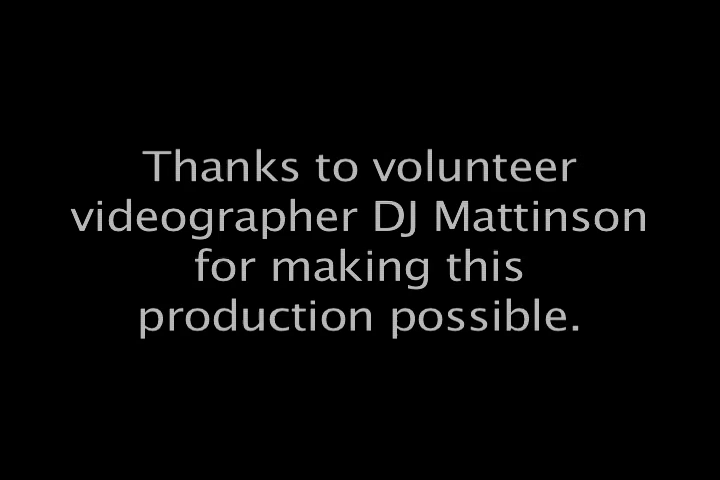 Thanks to volunteer
videographer DJ Mattinson
for making this
production possible.